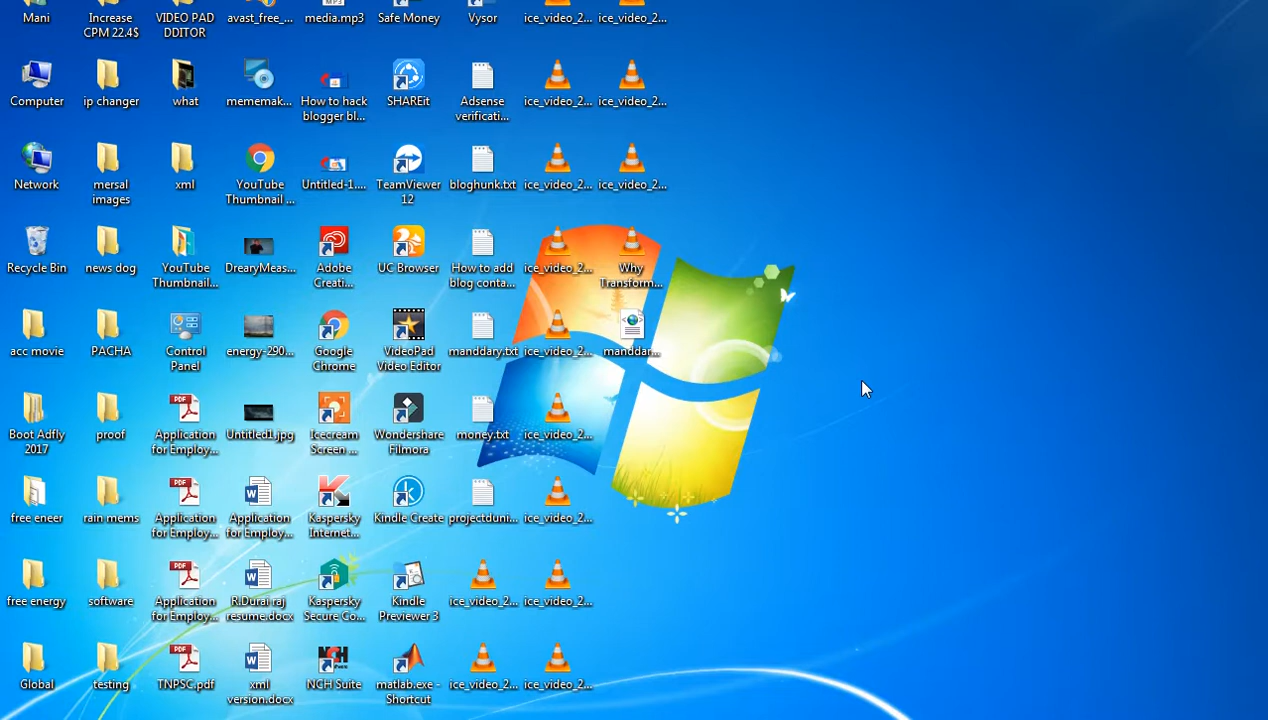 Mani
Increase
CPM 22.4$
VIDEO PAD
DDITOR
avast_free_...
media.mp3
Safe Money
Vysor
ice_video_2...
ice_video_2...
Computer
ip changer
what
mememak...
How to hack
blogger bl...
SHAREit
Adsense
verificati...
ice_video_2...
ice_video_2...
Network
mersal
images
xml
YouTube
Thumbnail ...
Untitled-1....
TeamViewer
12
bloghunk.txt
ice_video_2...
ice_video_2...
Recycle Bin
news dog
YouTube
Thumbnail...
DrearyMeas...
Adobe
Creati...
UC Browser
How to add
blog conta...
ice_video_2...
Why
Transform...
acc movie
PACHA
Control
Panel
energy-290...
Google
Chrome
VideoPad
Video Editor
manddary.txt
ice_video_2...
manddar...
Boot Adfly
2017
proof
PDF
Application
for Employ...
Untitled1.jpg
Icecream
Screen ...
Wondershare
Filmora
money.txt
ice_video_2...
free eneer
rain mems
PDF
Application
for Employ...
Application
for Employ...
Kaspersky
Internet...
Kindle Create
projectduni...
ice_video_2...
free energy
software
PDF
Application
for Employ...
R.Durai raj
resume.docx
Kaspersky
Secure Co...
Kindle
Previewer 3
ice_video_2...
ice_video_2...
Global
testing
PDF
TNPSC.pdf
xml
version.docx
NCH
NCH Suite
matlab.exe -
Shortcut
ice_video_2...
ice_video_2...